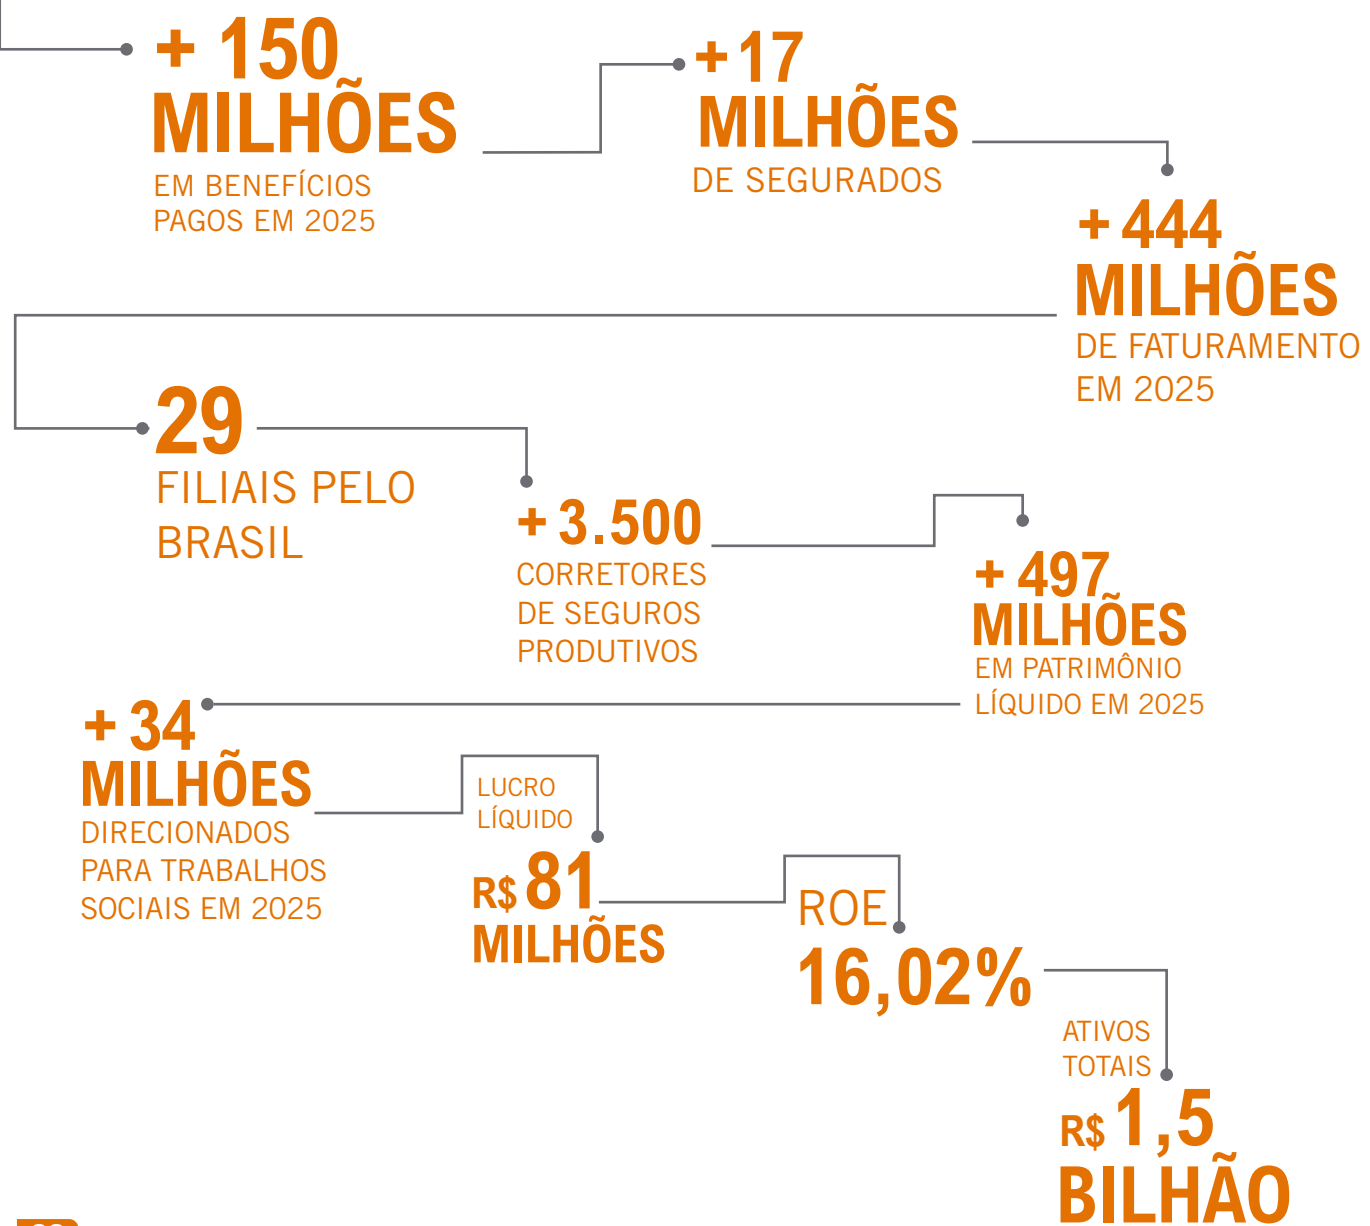 + 150
MILHÕES
EM BENEFÍCIOS
PAGOS EM 2025
+ 17
MILHÕES
DE SEGURADOS
+ 444
MILHÕES
DE FATURAMENTO
EM 2025
29
FILIAIS PELO
BRASIL
+ 3.500
CORRETORES
DE SEGUROS
PRODUTIVOS
+ 497
MILHÕES
EM PATRIMÔNIO
LÍQUIDO EM 2025
+ 34
MILHÕES
DIRECIONADOS
PARA TRABALHOS
SOCIAIS EM 2025
LUCRO
LÍQUIDO
R$ 81
MILHÕES
ROE
16,02%
ATIVOS
TOTAIS
R$ 1,5
BILHÃO